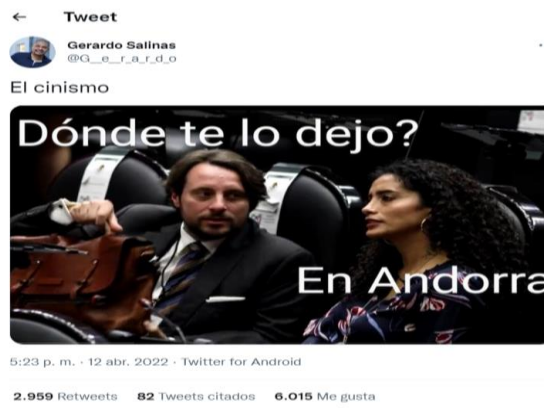 Tweet
Gerardo Salinas
@G__e__r_a_r_d_o
El cinismo
Dónde te lo dejo?
En Andorra
5:23 p. m. · 12 abr. 2022 · Twitter for Android
2.959 Retweets 82 Tweets citados 6.015 Me gusta